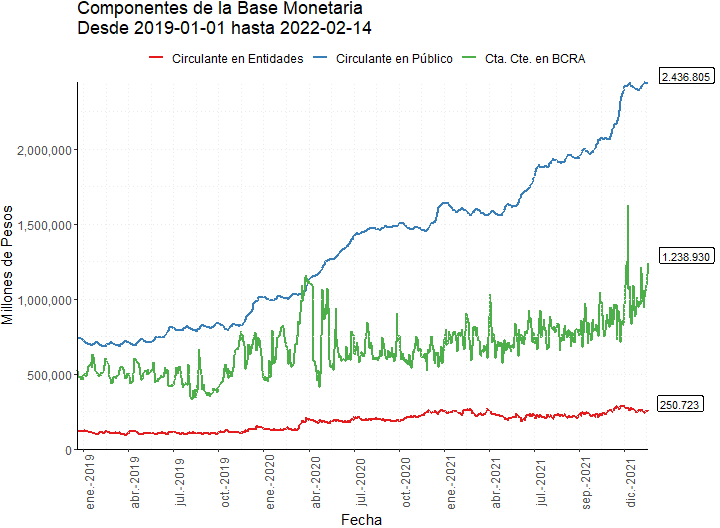 Componentes de la Base Monetaria
Desde 2019-01-01 hasta 2022-02-14
Circulante en Entidades Circulante en Público Cta. Cte. en BCRA
2.436.805
2,000,000
1,500,000
1.238.930
1,000,000
500,000
250.723
0
Millones de Pesos
ene.-2019 abr.-2019 jul.-2019 oct.-2019 ene.-2020 abr.-2020 jul.-2020 oct.-2020 ene.-2021 abr.-2021 jun.-2021 sep.-2021 dic.-2021
Fecha